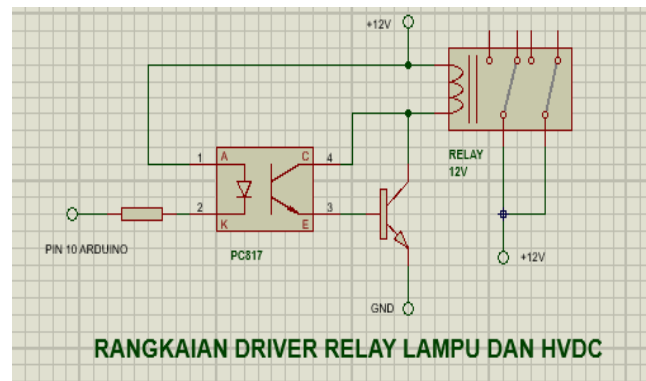 +12V
RELAY
12V
1 A C 4
2 K E 3
PIN 10 ARDUINO
PC817
+12V
GND
RANGKAIAN DRIVER RELAY LAMPU DAN HVDC